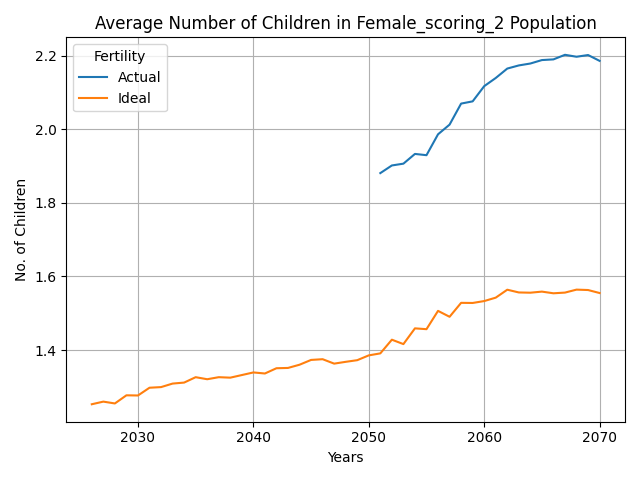 Average Number of Children in Female_scoring_2 Population
Fertility
Actual
Ideal
No. of Children
2.2
2.0
1.8
1.6
1.4
2030 2040 2050 2060 2070
Years